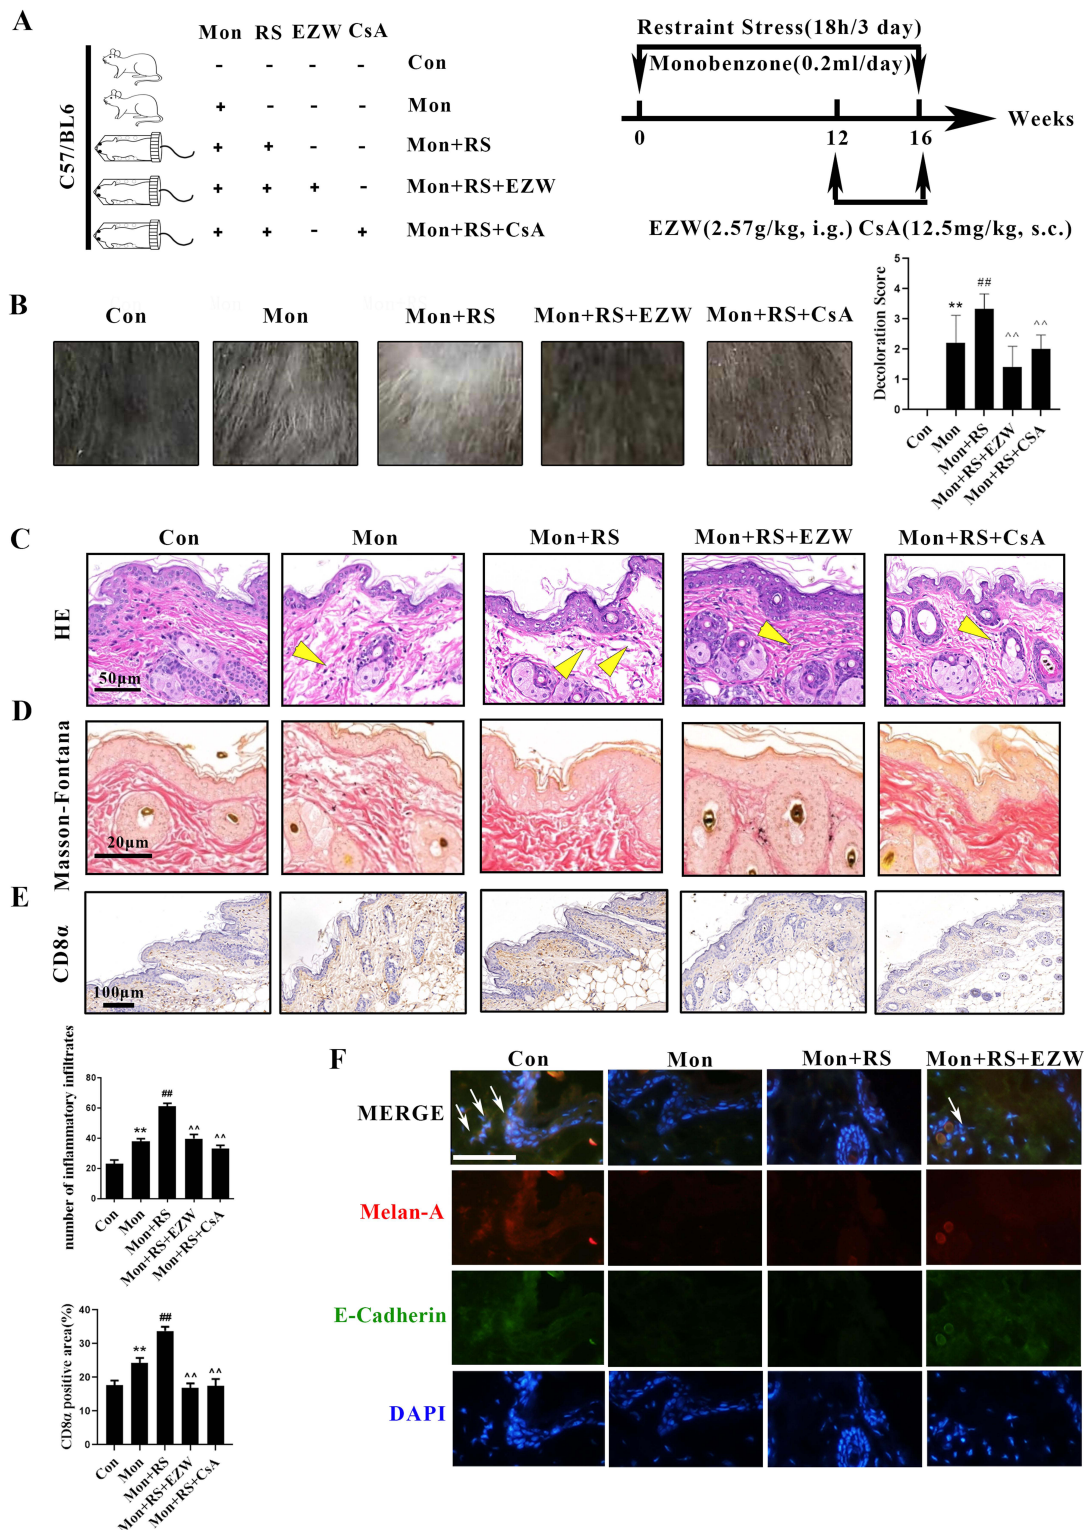 A
Mon RS EZW CsA
C57/BL6
- - - - Con
+ - - - Mon
+ + - - Mon+RS
+ + + - Mon+RS+EZW
+ + - + Mon+RS+CsA
Restraint Stress(18h/3 day)
Monobenzone(0.2ml/day)
Weeks
0 12 16
EZW(2.57g/kg, i.g.) CsA(12.5mg/kg, s.c.)
B
Con Mon Mon+RS Mon+RS+EZW Mon+RS+CsA
Decoloration Score
5
4
3
2
1
0
** ## ^^ ^^
Con Mon Mon+RS Mon+RS+EZW Mon+RS+CSA
C
Con Mon Mon+RS Mon+RS+EZW Mon+RS+CsA
HE
50μm
D
Masson-Fontana
20μm
E
CD8α
100μm
number of inflammatory infiltrates
80
60
40
20
0
** ## ^^ ^^
Con Mon Mon+RS Mon+RS+EZW Mon+RS+CsA
CD8α positive area(%)
40
30
20
10
0
** ## ^^ ^^
Con Mon Mon+RS Mon+RS+EZW Mon+RS+CsA
F
Con Mon Mon+RS Mon+RS+EZW
MERGE
Melan-A
E-Cadherin
DAPI